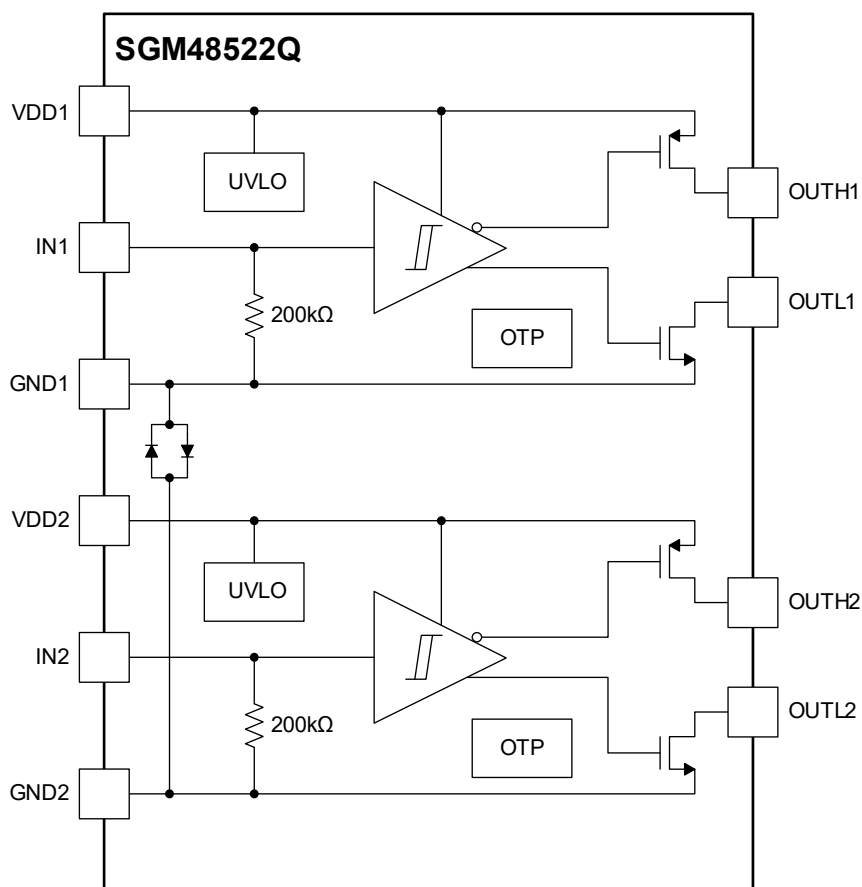 SGM48522Q
VDD1
UVLO
OUTH1
IN1
200kΩ
OUTL1
OTP
GND1
VDD2
UVLO
OUTH2
IN2
200kΩ
OUTL2
OTP
GND2